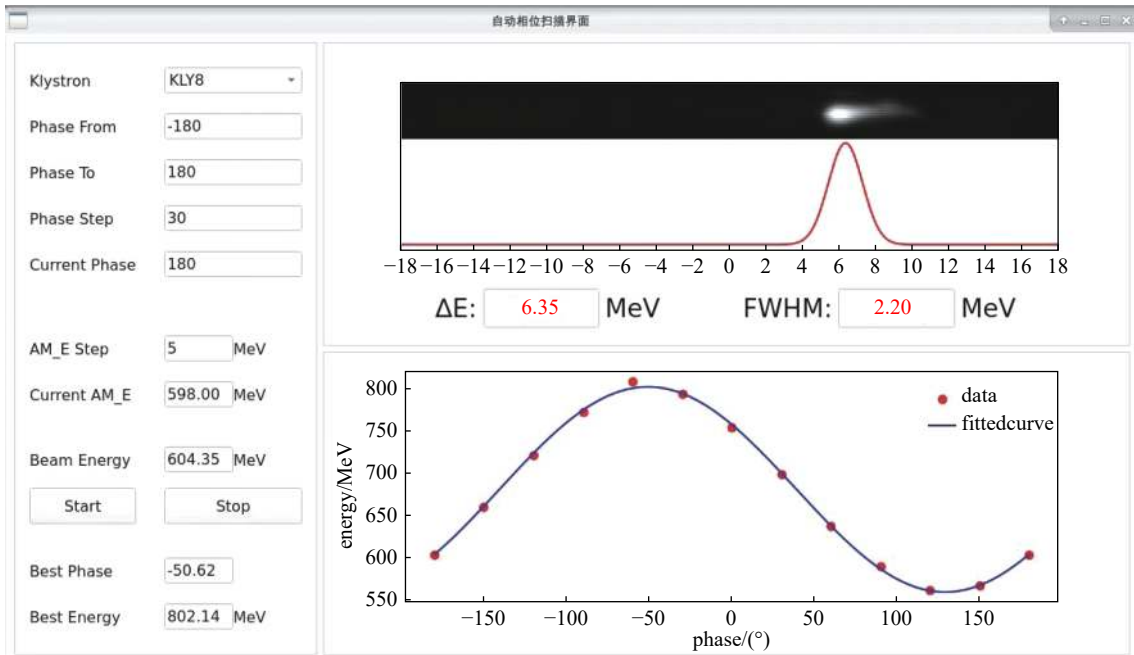 自动相位扫描界面
Klystron KLY8
Phase From -180
Phase To 180
Phase Step 30
Current Phase 180
AM_E Step 5 MeV
Current AM_E 598.00 MeV
Beam Energy 604.35 MeV
Start Stop
Best Phase -50.62
Best Energy 802.14 MeV
−18 −16 −14 −12 −10 −8 −6 −4 −2 0 2 4 6 8 10 12 14 16 18
ΔE: 6.35 MeV FWHM: 2.20 MeV
energy/MeV
800
750
700
650
600
550
data
fittedcurve
−150 −100 −50 0 50 100 150
phase/(°)